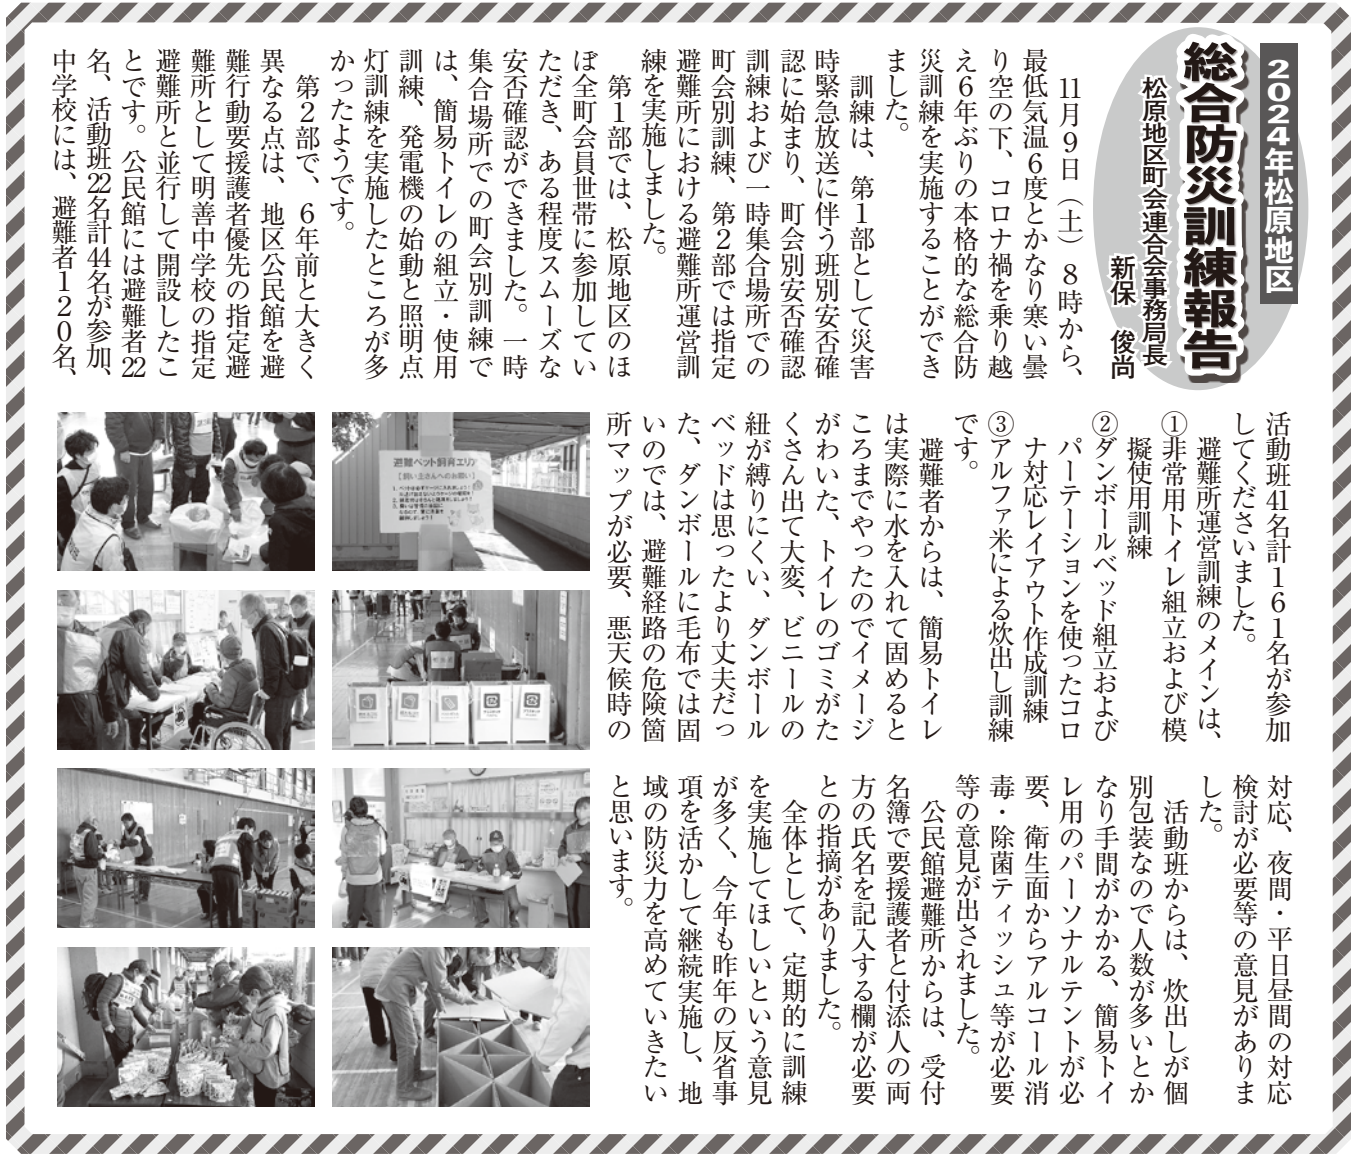 2024年松原地区
総合防災訓練報告
松原地区町会連合会事務局長
新保　俊尚
11月9日（土）8時から、
最低気温6度とかなり寒い曇
り空の下、コロナ禍を乗り越
え6年ぶりの本格的な総合防
災訓練を実施することができ
ました。
訓練は、第1部として災害
時緊急放送に伴う班別安否確
認に始まり、町会別安否確認
訓練および一時集合場所での
町会別訓練、第2部では指定
避難所における避難所運営訓
練を実施しました。
第1部では、松原地区のほ
ぼ全町会員世帯に参加してい
ただき、ある程度スムーズな
安否確認ができました。一時
集合場所での町会別訓練で
は、簡易トイレの組立・使用
訓練、発電機の始動と照明点
灯訓練を実施したところが多
かったようです。
第2部で、6年前と大きく
異なる点は、地区公民館を避
難行動要援護者優先の指定避
難所として明善中学校の指定
避難所と並行して開設したこ
とです。公民館には避難者22
名、活動班22名計44名が参加、
中学校には、避難者120名、
活動班41名計161名が参加
してくださいました。
避難所運営訓練のメインは、
①非常用トイレ組立および模
擬使用訓練
②ダンボールベッド組立および
パーテーションを使ったコロ
ナ対応レイアウト作成訓練
③アルファ米による炊出し訓練
です。
避難者からは、簡易トイレ
は実際に水を入れて固めると
ころまでやったのでイメージ
がわいた、トイレのゴミがた
くさん出て大変、ビニールの
紐が縛りにくい、ダンボール
ベッドは思ったより丈夫だっ
た、ダンボールに毛布では固
いのでは、避難経路の危険箇
所マップが必要、悪天候時の
対応、夜間・平日昼間の対応
検討が必要等の意見がありま
した。
活動班からは、炊出しが個
別包装なので人数が多いとか
なり手間がかかる、簡易トイ
レ用のパーソナルテントが必
要、衛生面からアルコール消
毒・除菌ティッシュ等が必要
等の意見が出されました。
公民館避難所からは、受付
名簿で要援護者と付添人の両
方の氏名を記入する欄が必要
との指摘がありました。
全体として、定期的に訓練
を実施してほしいという意見
が多く、今年も昨年の反省事
項を活かして継続実施し、地
域の防災力を高めていきたい
と思います。
避難ペット飼育エリア
【飼い主さんへのお願い】